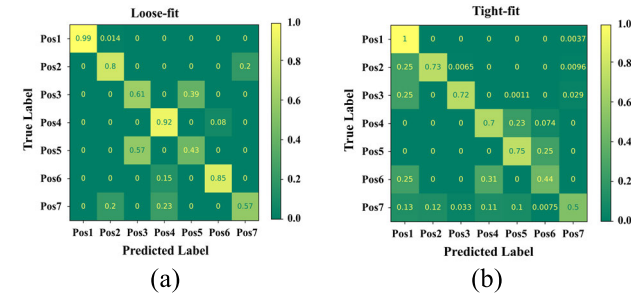 Loose-fit
True Label
Pos1 0.99 0.014 0 0 0 0 0
Pos2 0 0.8 0 0 0 0 0.2
Pos3 0 0 0.61 0 0.39 0 0
Pos4 0 0 0 0.92 0 0.08 0
Pos5 0 0 0.57 0 0.43 0 0
Pos6 0 0 0 0.15 0 0.85 0
Pos7 0 0.2 0 0.23 0 0 0.57
Pos1 Pos2 Pos3 Pos4 Pos5 Pos6 Pos7
Predicted Label
1.0
0.8
0.6
0.4
0.2
0.0
(a)
Tight-fit
True Label
Pos1 1 0 0 0 0 0 0.0037
Pos2 0.25 0.73 0.0065 0 0 0 0.0096
Pos3 0.25 0 0.72 0 0.0011 0 0.029
Pos4 0 0 0 0.7 0.23 0.074 0
Pos5 0 0 0 0 0.75 0.25 0
Pos6 0.25 0 0 0.31 0 0.44 0
Pos7 0.13 0.12 0.033 0.11 0.1 0.0075 0.5
Pos1 Pos2 Pos3 Pos4 Pos5 Pos6 Pos7
Predicted Label
1.0
0.8
0.6
0.4
0.2
0.0
(b)